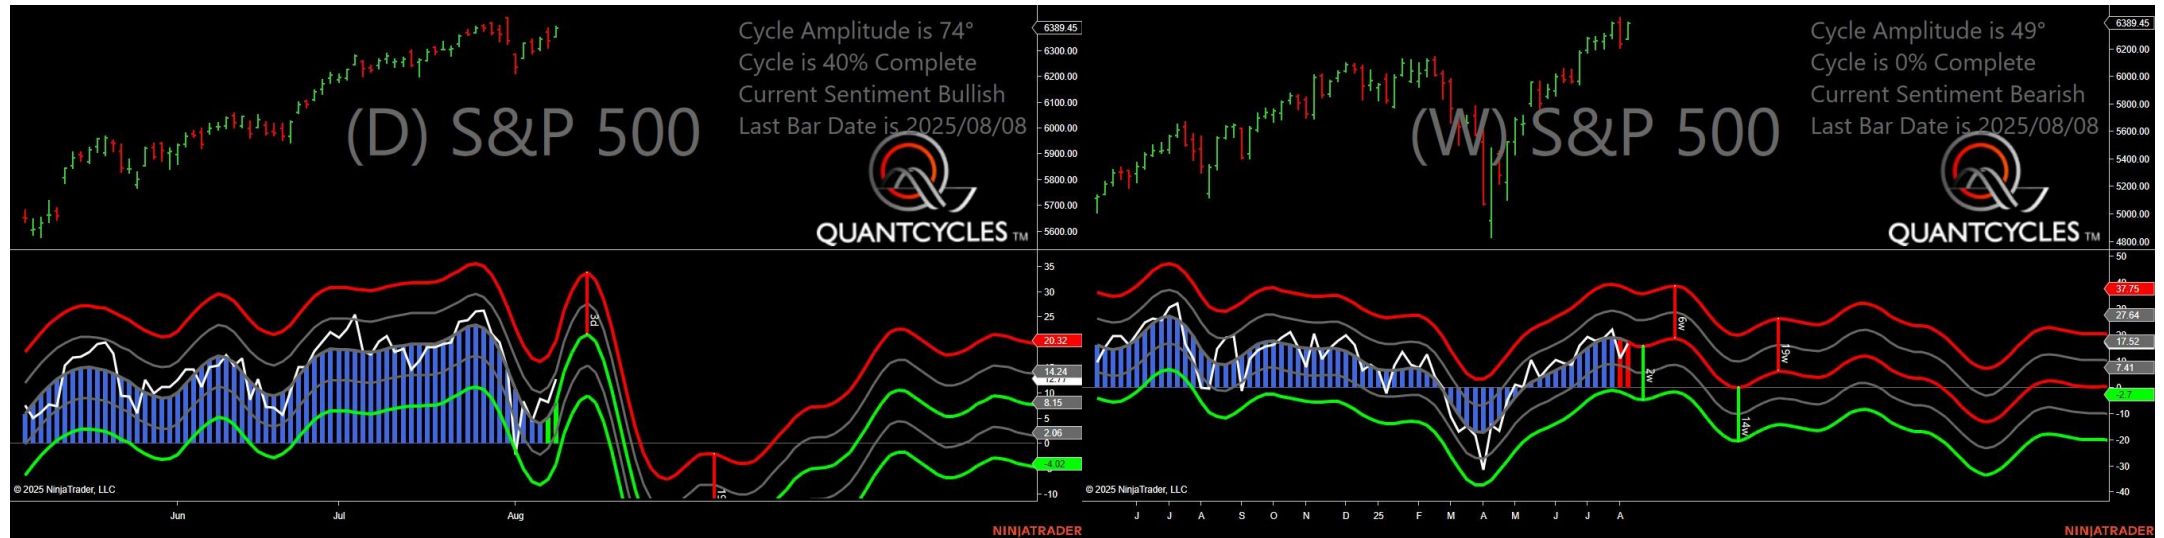 Cycle Amplitude is 74°
Cycle is 40% Complete
Current Sentiment Bullish
Last Bar Date is 2025/08/08
(D) S&P 500
QUANTCYCLES TM
6389.45
6300.00
6200.00
6100.00
6000.00
5900.00
5800.00
5700.00
5600.00
35
30
25
20.32
14.24
12.77
10
8.15
5
2.06
0
-4.02
-10
3d
© 2025 NinjaTrader, LLC
Jun
Jul
Aug
NINJATRADER
Cycle Amplitude is 49°
Cycle is 0% Complete
Current Sentiment Bearish
Last Bar Date is 2025/08/08
(W) S&P 500
QUANTCYCLES TM
6389.45
6200.00
6000.00
5800.00
5600.00
5400.00
5200.00
5000.00
4800.00
50
37.75
27.64
17.52
7.41
0
-2.7
-10
-20
-30
-40
2w
6w
14w
19w
© 2025 NinjaTrader, LLC
J J A S O N D 25 F M A M J J A
NINJATRADER